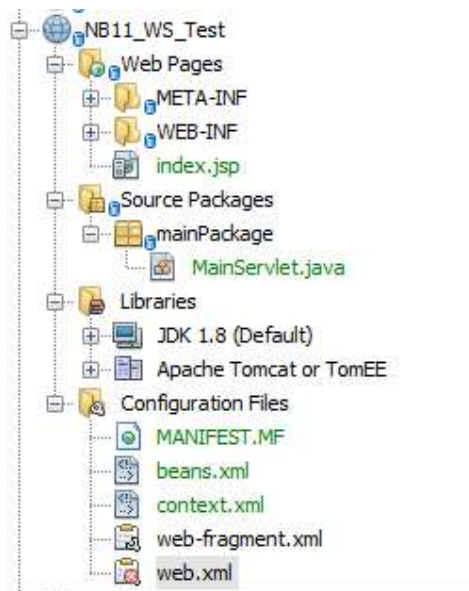 NB11_WS_Test
Web Pages
META-INF
WEB-INF
index.jsp
Source Packages
mainPackage
MainServlet.java
Libraries
JDK 1.8 (Default)
Apache Tomcat or TomEE
Configuration Files
MANIFEST.MF
beans.xml
context.xml
web-fragment.xml
web.xml